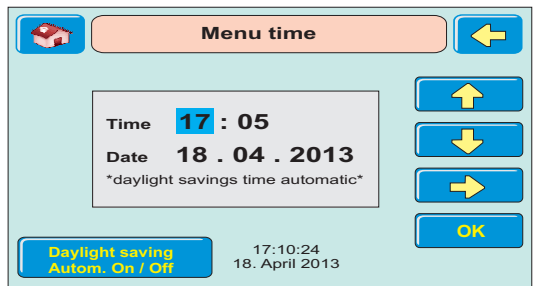 Menu time
Time 17 : 05
Date 18 . 04 . 2013
*daylight savings time automatic*
OK
Daylight saving
Autom. On / Off
17:10:24
18. April 2013